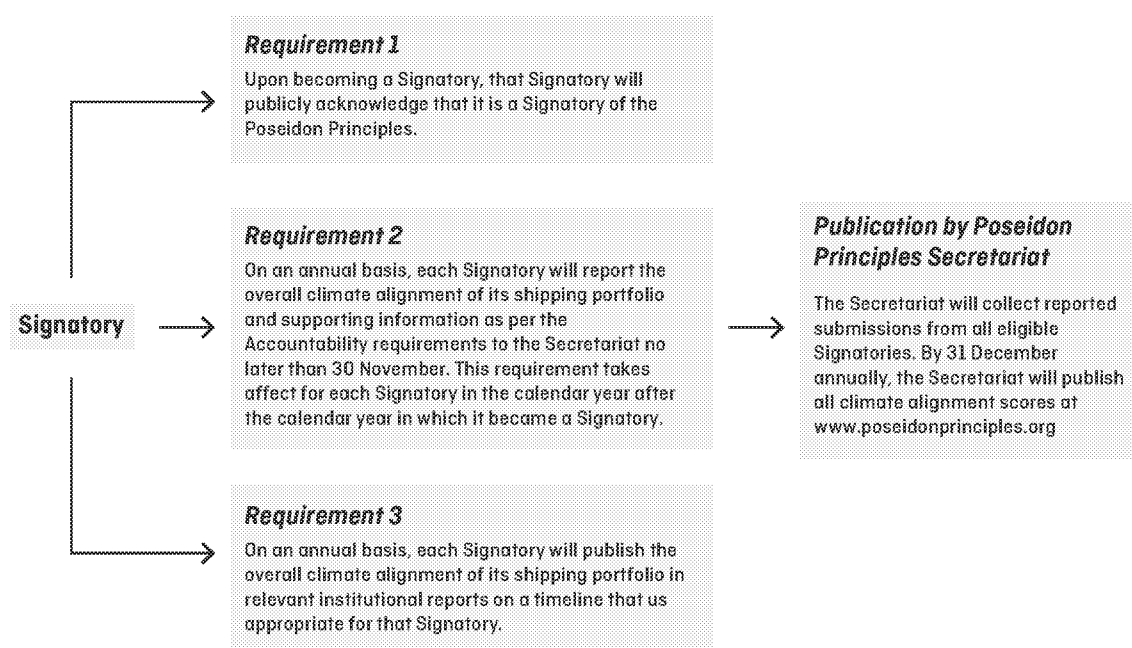 Requirement 1
Upon becoming a Signatory, that Signatory will
publicly acknowledge that it is a Signatory of the
Poseidon Principles.
Signatory
Requirement 2
On an annual basis, each Signatory will report the
overall climate alignment of its shipping portfolio
and supporting information as per the
Accountability requirements to the Secretariat no
later than 30 November. This requirement takes
affect for each Signatory in the calendar year after
the calendar year in which it became a Signatory.
Publication by Poseidon
Principles Secretariat
The Secretariat will collect reported
submissions from all eligible
Signatories. By 31 December
annually, the Secretariat will publish
all climate alignment scores at
www.poseidonprinciples.org
Requirement 3
On an annual basis, each Signatory will publish the
overall climate alignment of its shipping portfolio in
relevant institutional reports on a timeline that us
appropriate for that Signatory.